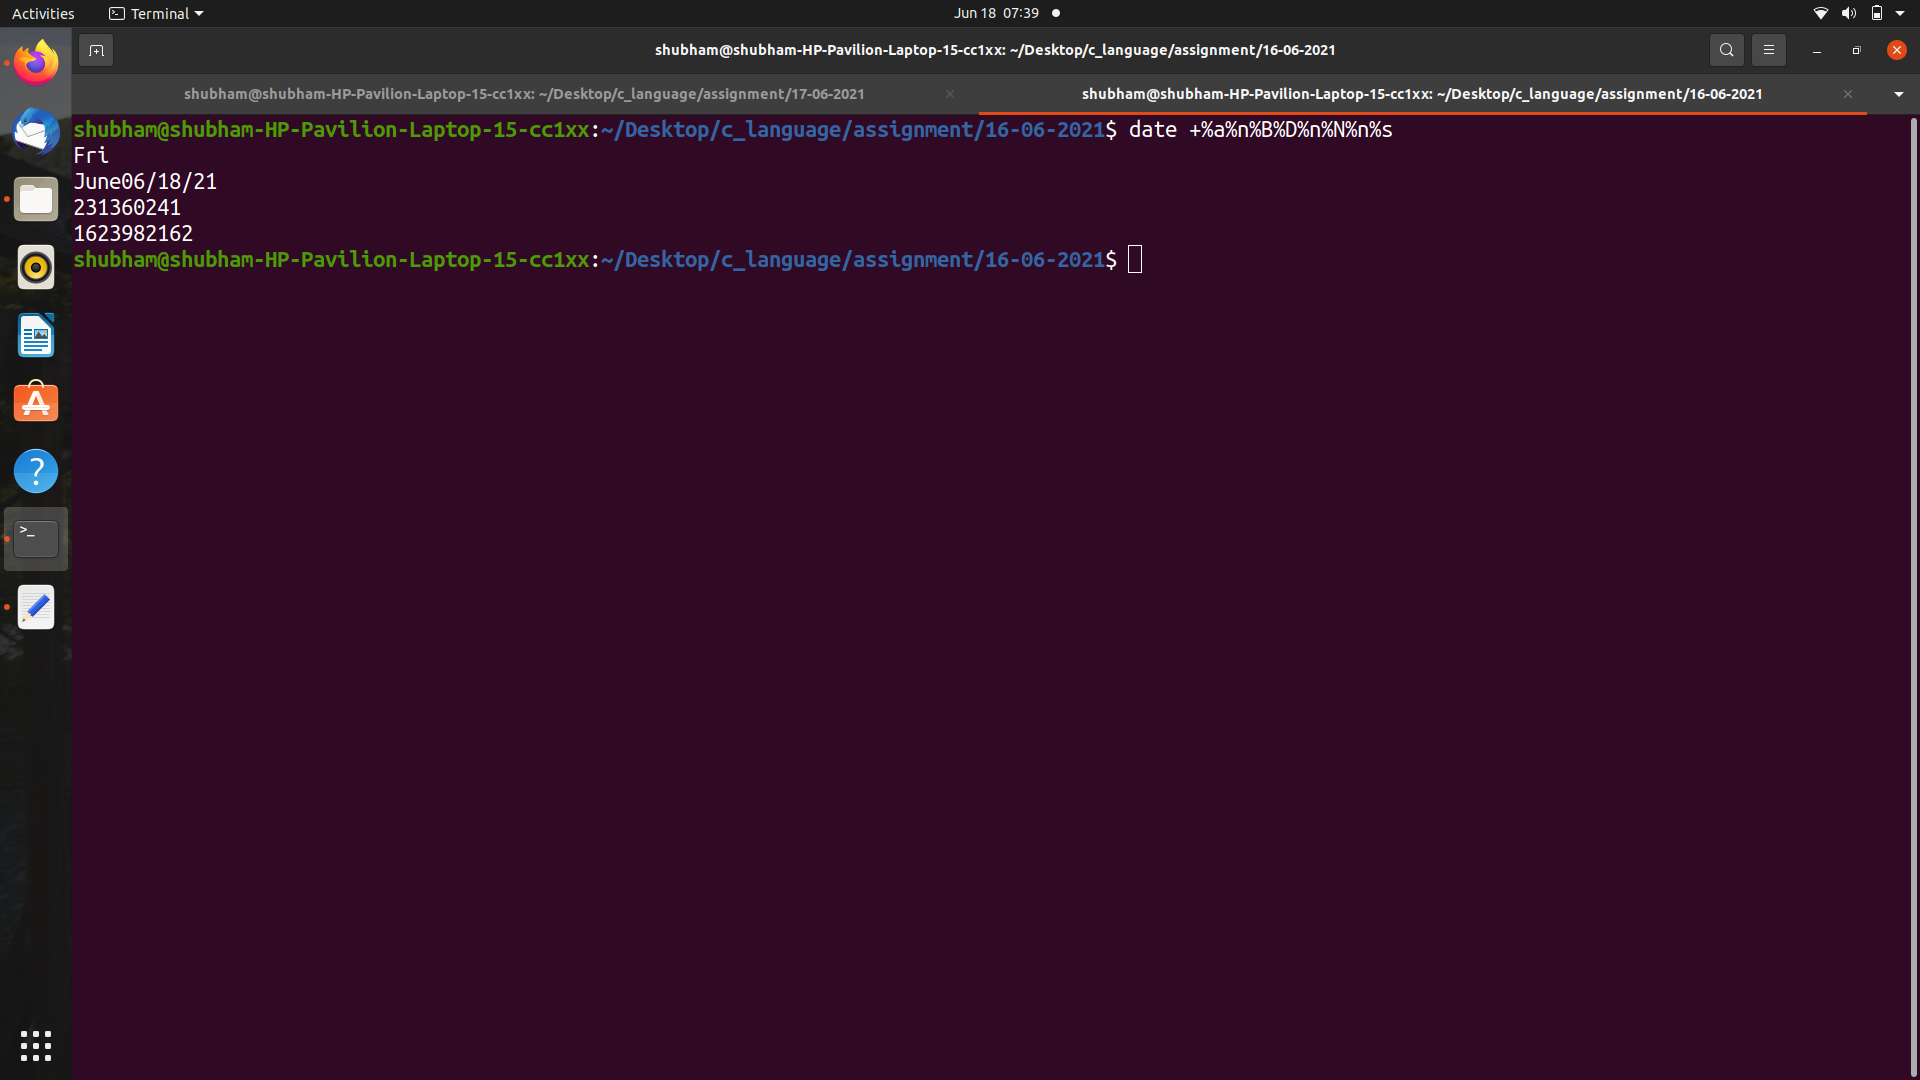 Activities Terminal Jun 18 07:39
shubham@shubham-HP-Pavilion-Laptop-15-cc1xx: ~/Desktop/c_language/assignment/16-06-2021
shubham@shubham-HP-Pavilion-Laptop-15-cc1xx: ~/Desktop/c_language/assignment/17-06-2021 shubham@shubham-HP-Pavilion-Laptop-15-cc1xx: ~/Desktop/c_language/assignment/16-06-2021
shubham@shubham-HP-Pavilion-Laptop-15-cc1xx:~/Desktop/c_language/assignment/16-06-2021$ date +%a%n%B%D%n%N%n%s
Fri
June06/18/21
231360241
1623982162
shubham@shubham-HP-Pavilion-Laptop-15-cc1xx:~/Desktop/c_language/assignment/16-06-2021$